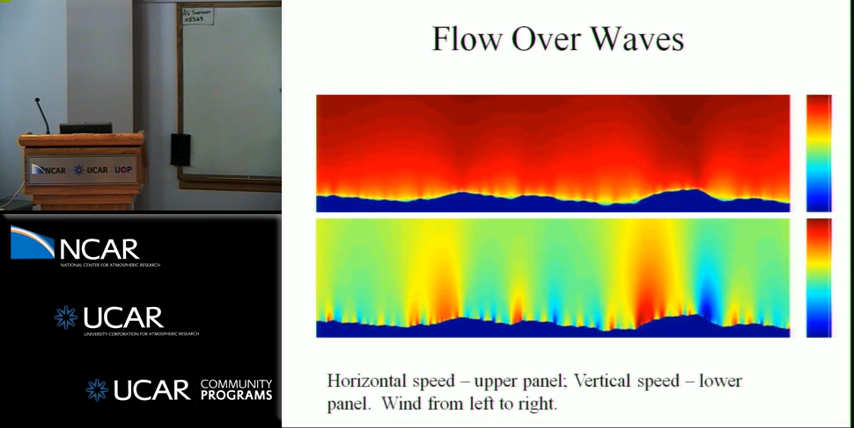 Flow Over Waves
Horizontal speed – upper panel; Vertical speed – lower
panel.  Wind from left to right.
NCAR UCAR UOP
NCAR
NATIONAL CENTER FOR ATMOSPHERIC RESEARCH
UCAR
UNIVERSITY CORPORATION FOR ATMOSPHERIC RESEARCH
UCAR COMMUNITY
PROGRAMS